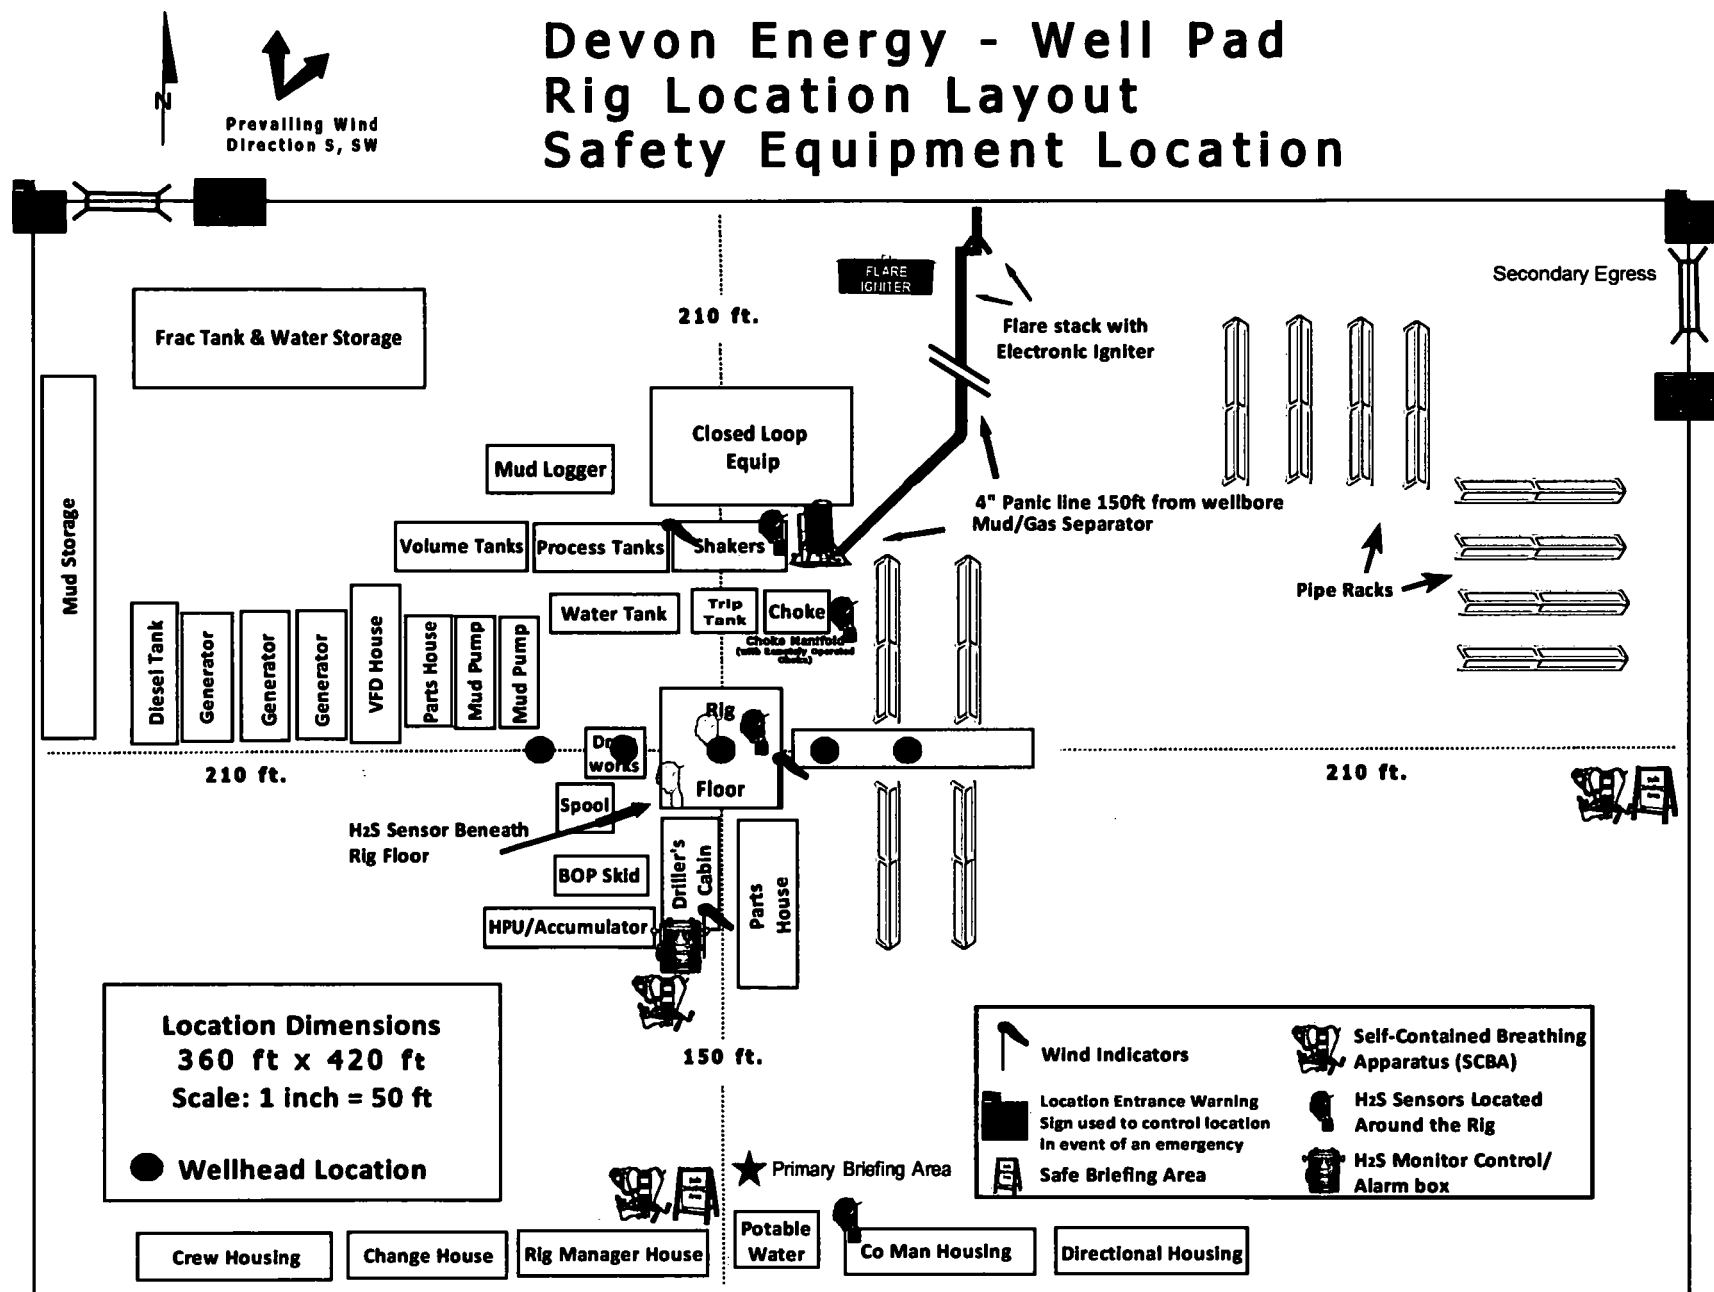 Devon Energy - Well Pad
Rig Location Layout
Safety Equipment Location
N
Prevailing Wind
Direction S, SW
FLARE
IGNITER
Secondary Egress
210 ft.
Flare stack with
Electronic Igniter
Frac Tank & Water Storage
Closed Loop
Equip
Mud Logger
4" Panic line 150ft from wellbore
Mud/Gas Separator
Mud Storage
Volume Tanks
Process Tanks
Shakers
Pipe Racks
Water Tank
Trip
Tank
Choke
Choke Manifold
(with Remotely Operated
Choke)
Diesel Tank
Generator
Generator
Generator
VFD House
Parts House
Mud Pump
Mud Pump
Rig
Floor
Draw
works
210 ft.
210 ft.
Spool
H2S Sensor Beneath
Rig Floor
Driller's
Cabin
Parts
House
BOP Skid
HPU/Accumulator
Location Dimensions
360 ft x 420 ft
Scale: 1 inch = 50 ft
Wellhead Location
150 ft.
Wind Indicators
Location Entrance Warning
Sign used to control location
in event of an emergency
Safe Briefing Area
Self-Contained Breathing
Apparatus (SCBA)
H2S Sensors Located
Around the Rig
H2S Monitor Control/
Alarm box
Primary Briefing Area
Crew Housing
Change House
Rig Manager House
Potable
Water
Co Man Housing
Directional Housing